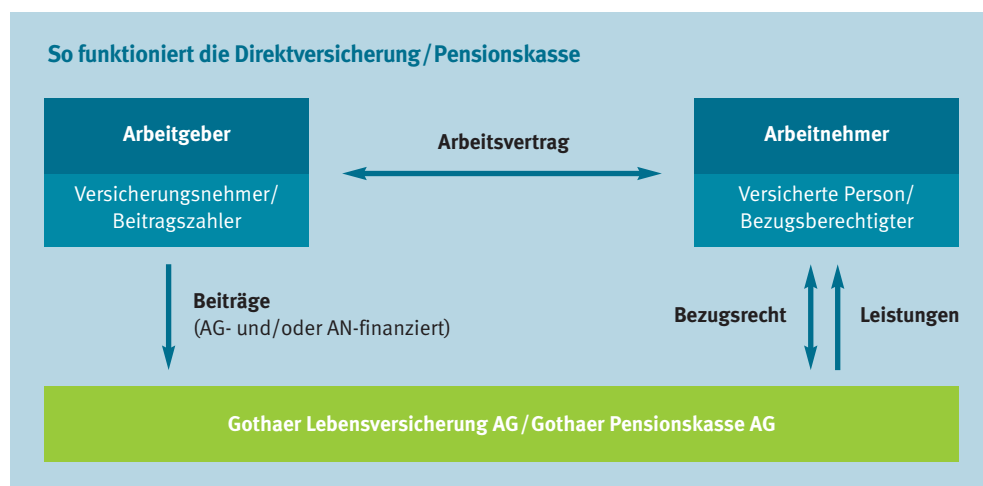 So funktioniert die Direktversicherung / Pensionskasse
Arbeitgeber
Versicherungsnehmer/
Beitragszahler
Arbeitsvertrag
Arbeitnehmer
Versicherte Person/
Bezugsberechtigter
Beiträge
(AG- und/oder AN-finanziert)
Bezugsrecht
Leistungen
Gothaer Lebensversicherung AG / Gothaer Pensionskasse AG